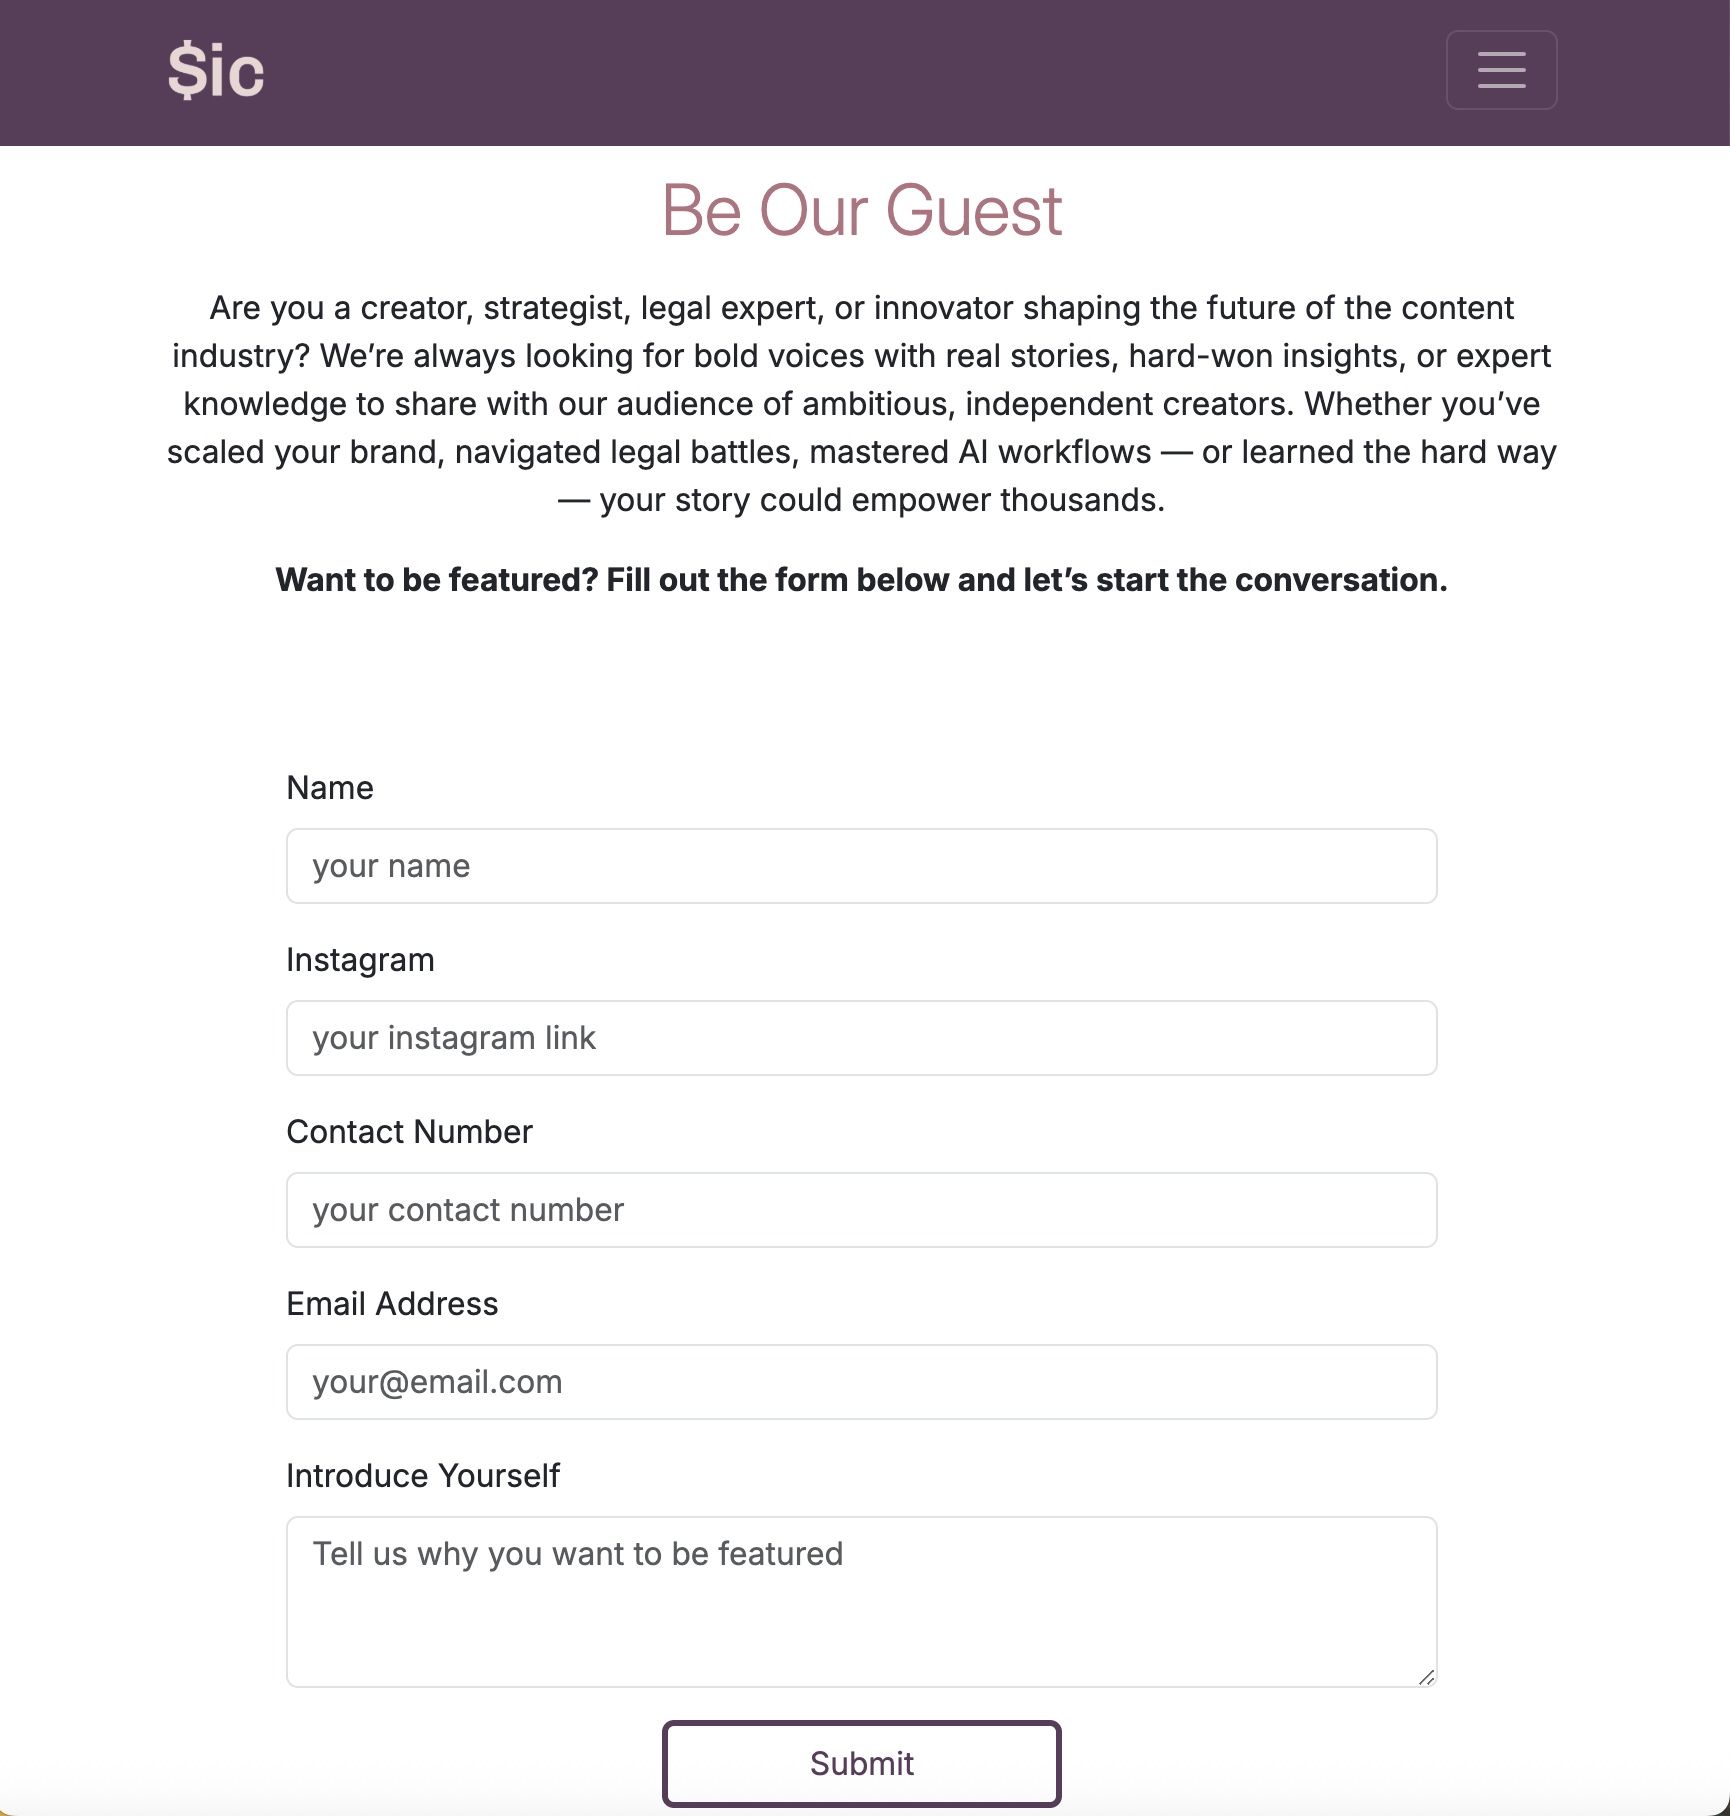 $ic
Be Our Guest
Are you a creator, strategist, legal expert, or innovator shaping the future of the content
industry? We’re always looking for bold voices with real stories, hard-won insights, or expert
knowledge to share with our audience of ambitious, independent creators. Whether you’ve
scaled your brand, navigated legal battles, mastered AI workflows — or learned the hard way
— your story could empower thousands.
Want to be featured? Fill out the form below and let’s start the conversation.
Name
your name
Instagram
your instagram link
Contact Number
your contact number
Email Address
your@email.com
Introduce Yourself
Tell us why you want to be featured
Submit